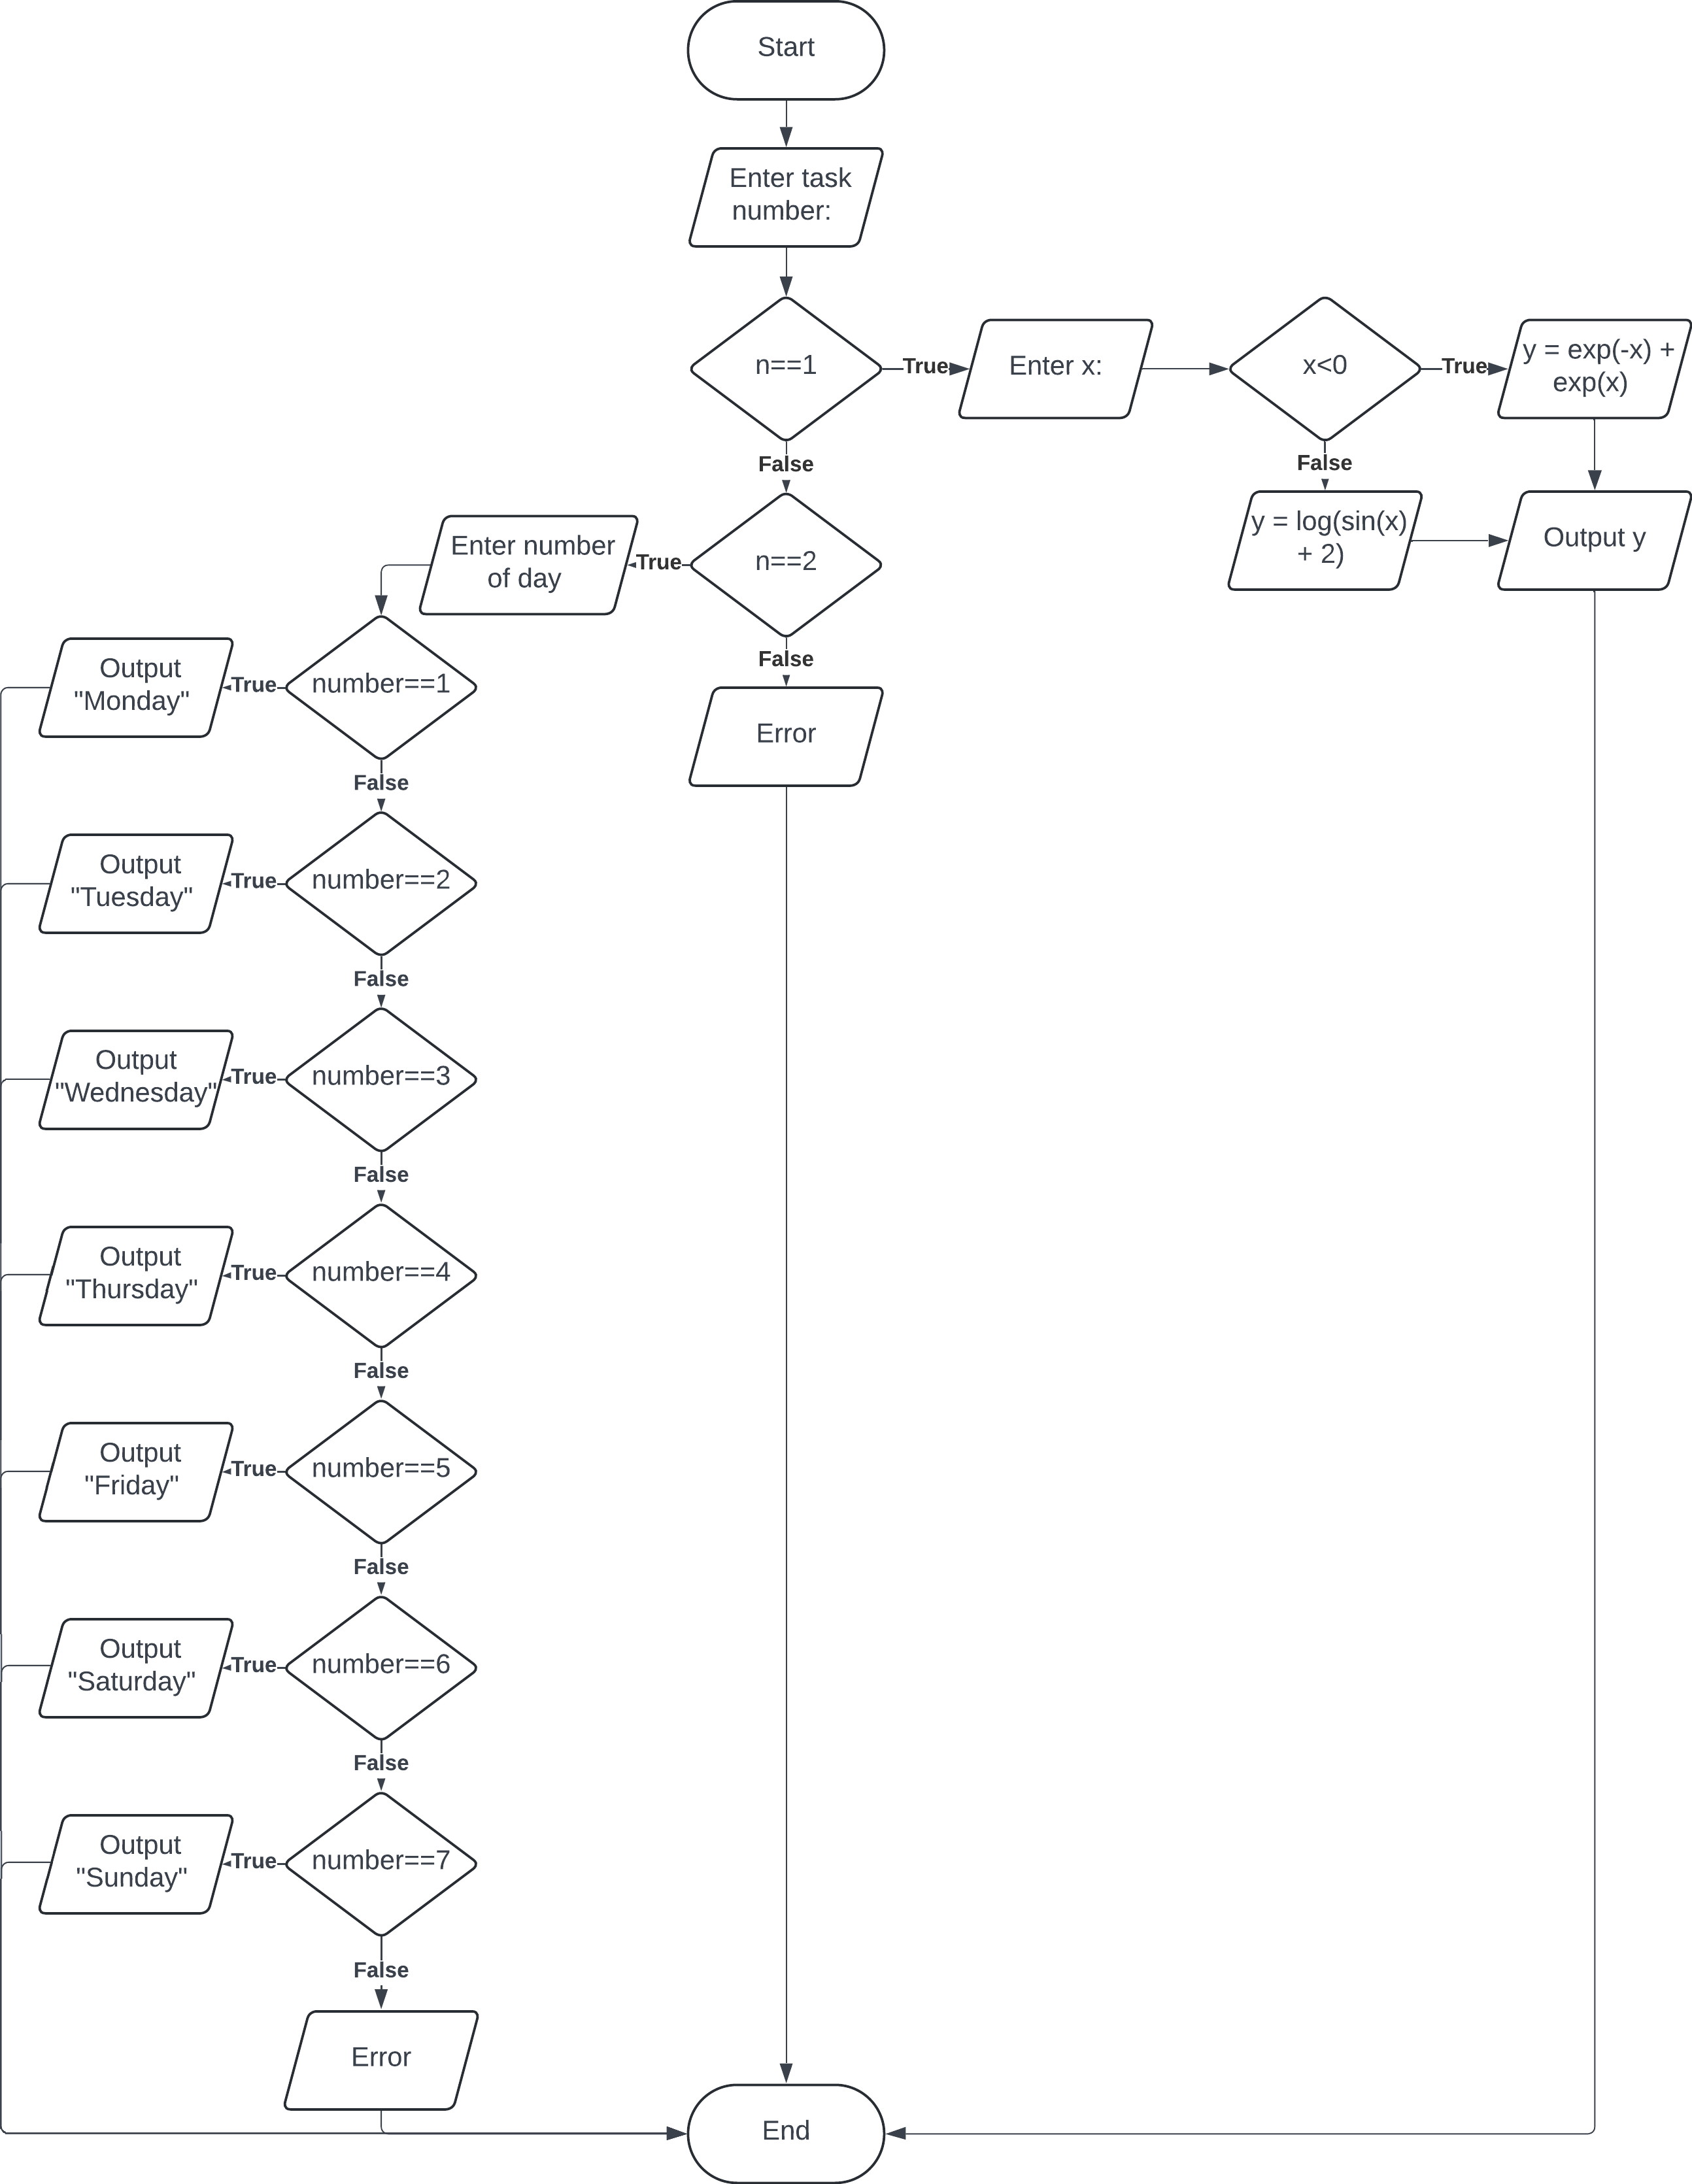 Start
Enter task
number:
n==1
True
Enter x:
x<0
True
y = exp(-x) +
exp(x)
False
False
y = log(sin(x)
+ 2)
Output y
Enter number
of day
True
n==2
False
Error
Output
"Monday"
True
number==1
False
Output
"Tuesday"
True
number==2
False
Output
"Wednesday"
True
number==3
False
Output
"Thursday"
True
number==4
False
Output
"Friday"
True
number==5
False
Output
"Saturday"
True
number==6
False
Output
"Sunday"
True
number==7
False
Error
End